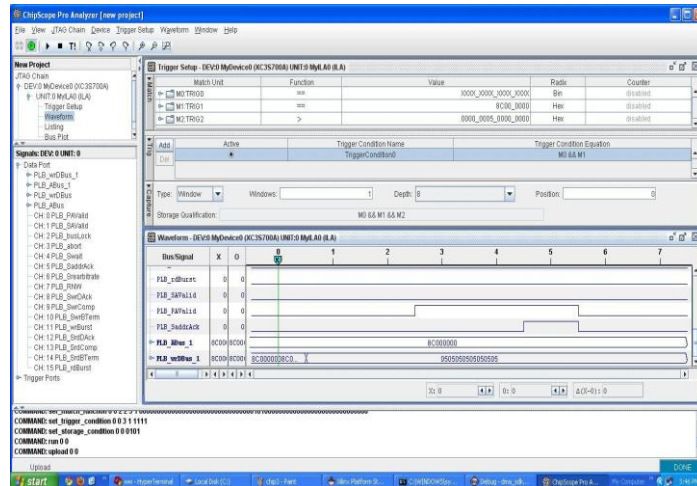 ChipScope Pro Analyzer [new project]
File View JTAG Chain Device Trigger Setup Waveform Window Help
New Project
JTAG Chain
DEV:0 MyDevice0 (XC3S700A)
UNIT:0 MyILA0 (ILA)
Trigger Setup
Waveform
Listing
Bus Plot
Signals: DEV: 0 UNIT: 0
Data Port
PLB_wrDBus_1
PLB_ABus_1
PLB_wrDBus
PLB_ABus
CH: 0 PLB_PAValid
CH: 1 PLB_SAValid
CH: 2 PLB_busLock
CH: 3 PLB_abort
CH: 4 PLB_Swait
CH: 5 PLB_SaddrAck
CH: 6 PLB_Srearbitrate
CH: 7 PLB_RNW
CH: 8 PLB_SwrDAck
CH: 9 PLB_SwrComp
CH: 10 PLB_SwrBTerm
CH: 11 PLB_wrBurst
CH: 12 PLB_SrdDAck
CH: 13 PLB_SrdComp
CH: 14 PLB_SrdBTerm
CH: 15 PLB_rdBurst
Trigger Ports
Trigger Setup - DEV:0 MyDevice0 (XC3S700A) UNIT:0 MyILA0 (ILA)
Match Unit Function Value Radix Counter
M0:TRIG0 == XXXX_XXXX_XXXX_XXXX Bin disabled
M1:TRIG1 == 8C00_0000 Hex disabled
M2:TRIG2 > 0000_0005_0000_0000 Hex disabled
Add Active Trigger Condition Name Trigger Condition Equation
Del TriggerCondition0 M0 && M1
Type: Window Windows: 1 Depth: 8 Position: 0
Storage Qualification: M0 && M1 && M2
Waveform - DEV:0 MyDevice0 (XC3S700A) UNIT:0 MyILA0 (ILA)
Bus/Signal X O 0 1 2 3 4 5 6 7
PLB_rdBurst 0 0
PLB_SAValid 0 0
PLB_PAValid 0 0
PLB_SaddrAck 0 0
PLB_ABus_1 8C00 8C00 8C000000
PLB_wrDBus_1 8C00 8C00 8C0000008C0... 0505050505050505
X: 0 O: 0 Δ(X-O): 0
COMMAND: set_trigger_condition 0 0 3 1 1111
COMMAND: set_storage_condition 0 0 0101
COMMAND: run 0 0
COMMAND: upload 0 0
Upload DONE
start